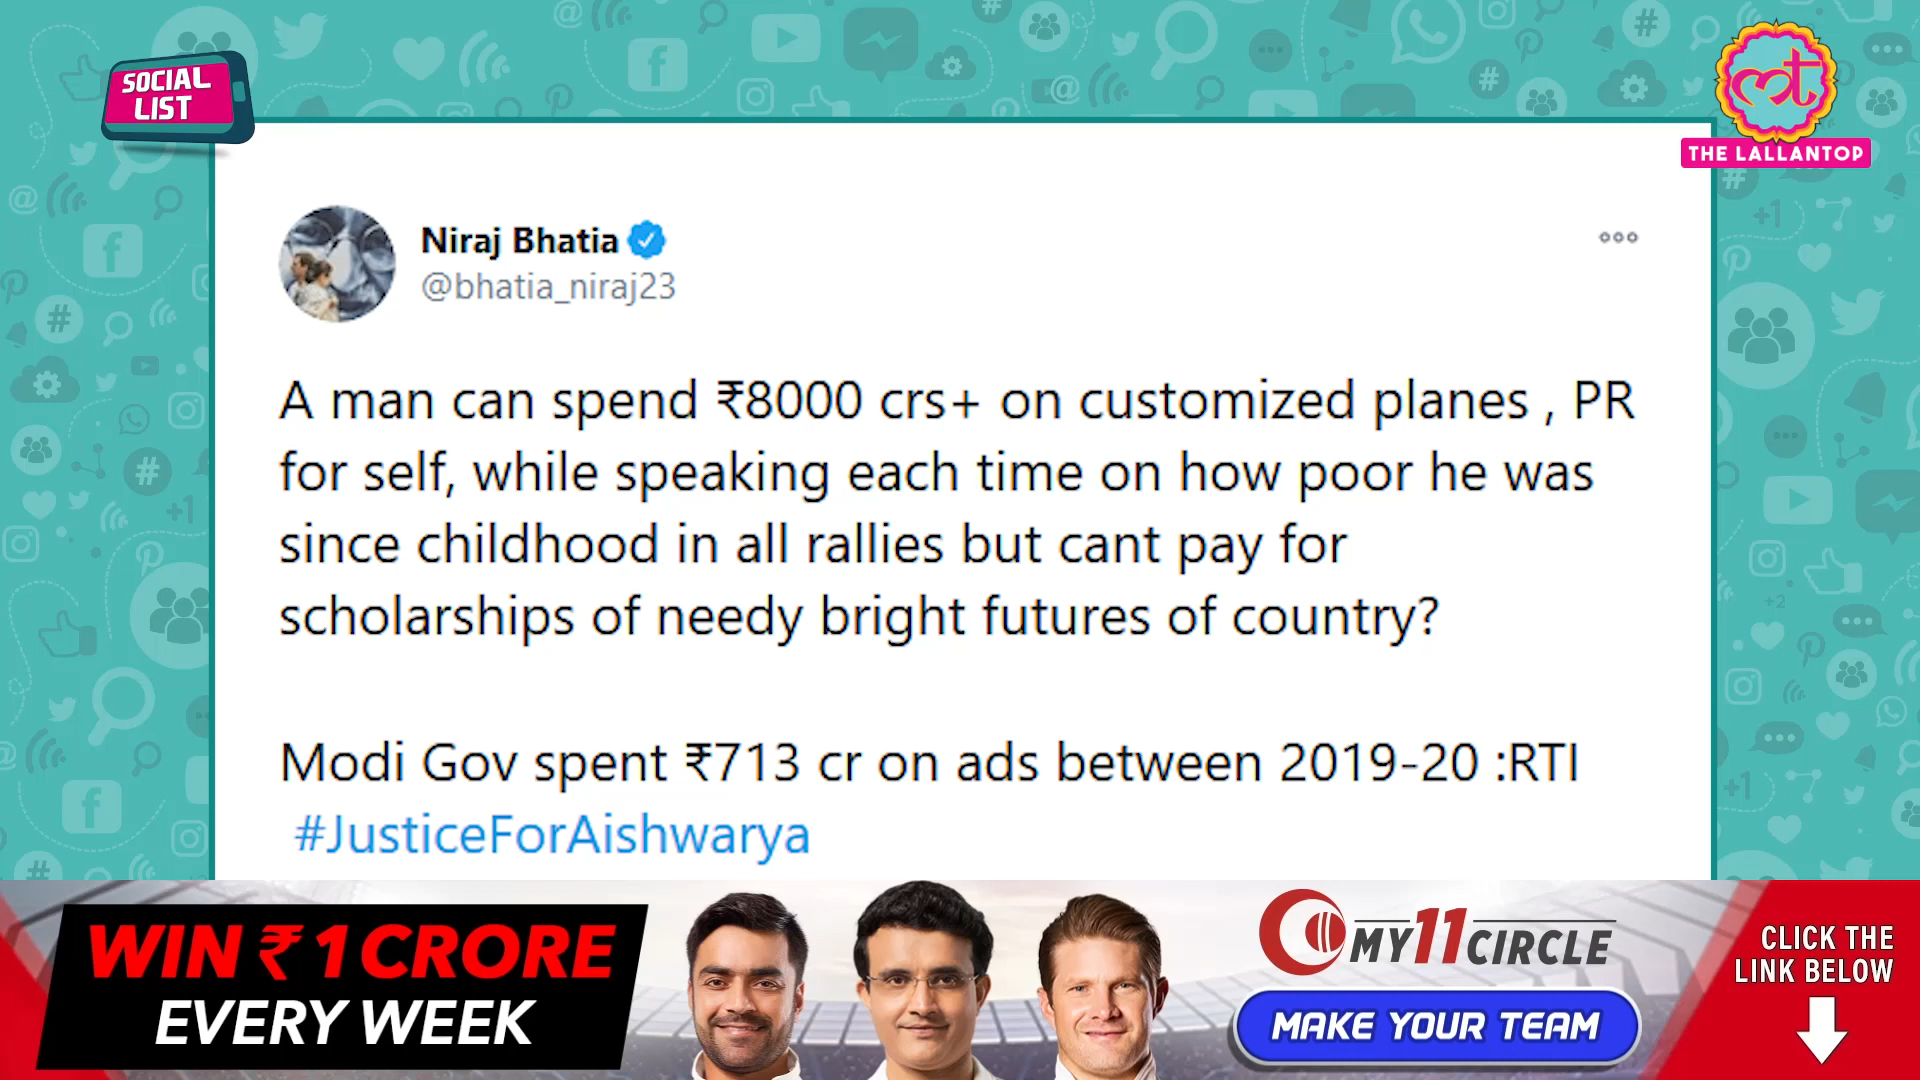 SOCIAL
LIST
मत
THE LALLANTOP
Niraj Bhatia
@bhatia_niraj23
A man can spend ₹8000 crs+ on customized planes , PR
for self, while speaking each time on how poor he was
since childhood in all rallies but cant pay for
scholarships of needy bright futures of country?
Modi Gov spent ₹713 cr on ads between 2019-20 :RTI
#JusticeForAishwarya
WIN ₹ 1 CRORE
EVERY WEEK
MY11CIRCLE
MAKE YOUR TEAM
CLICK THE
LINK BELOW